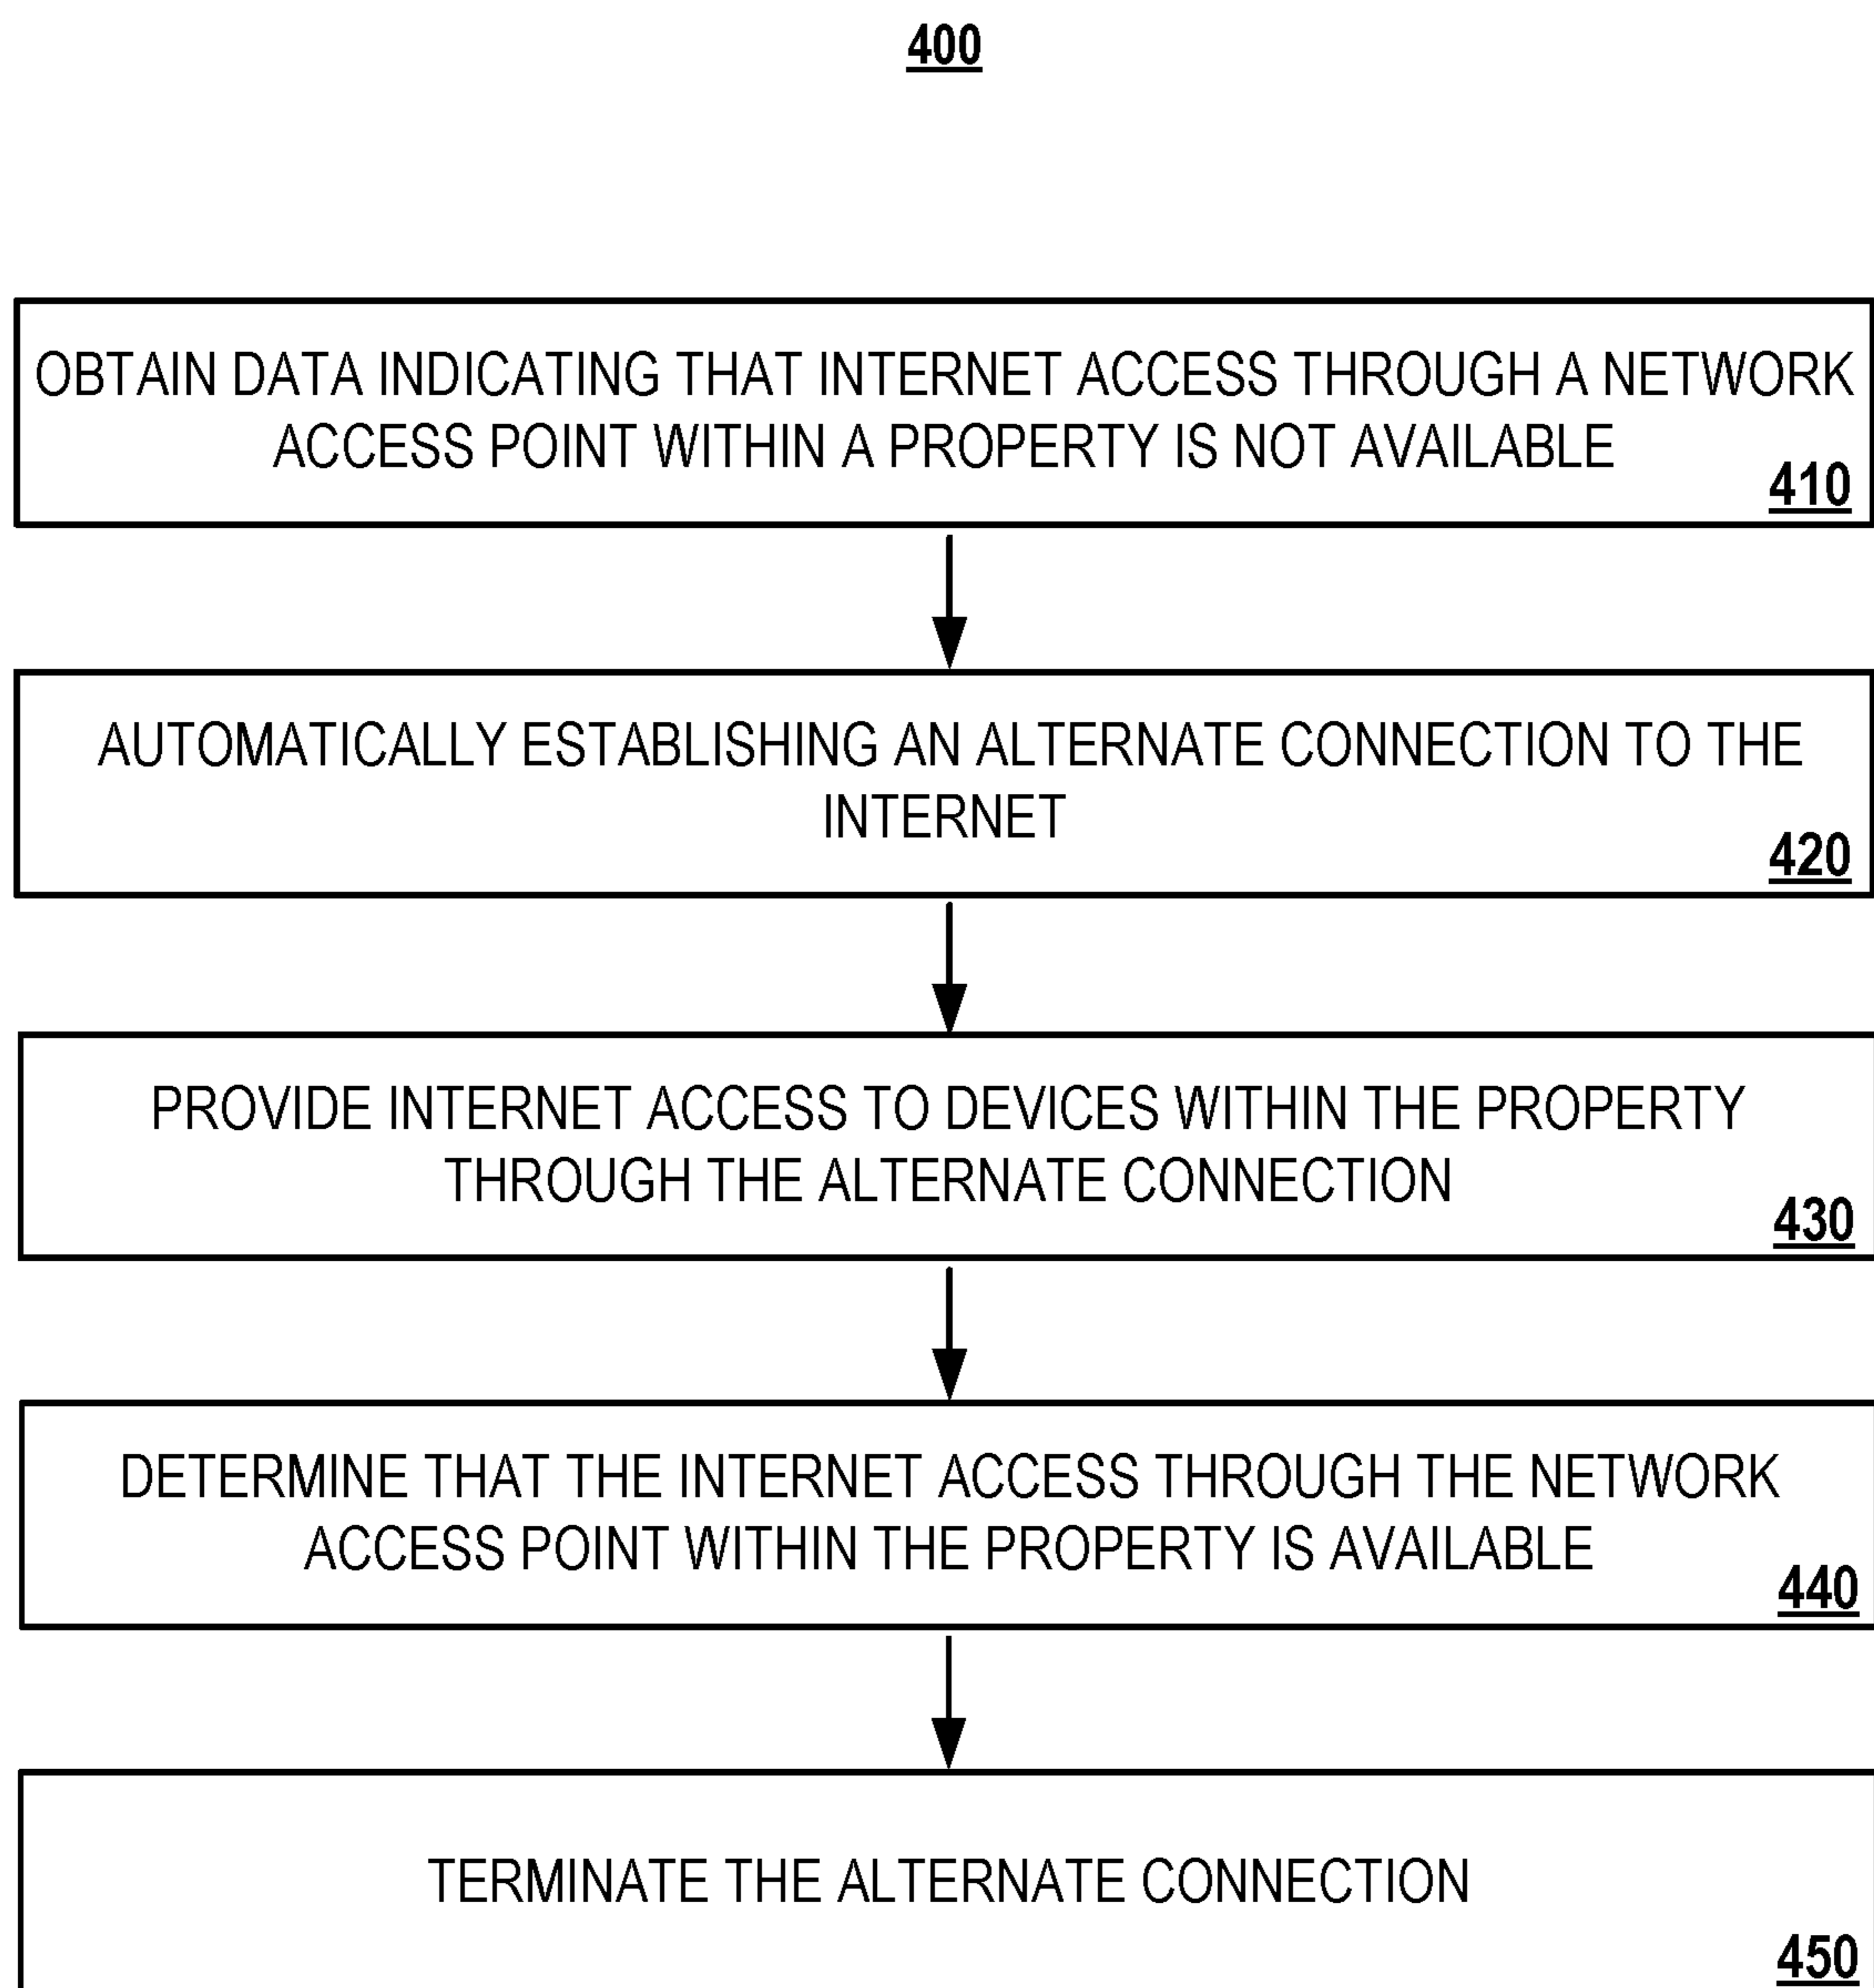 400
OBTAIN DATA INDICATING THAT INTERNET ACCESS THROUGH A NETWORK
ACCESS POINT WITHIN A PROPERTY IS NOT AVAILABLE
410
AUTOMATICALLY ESTABLISHING AN ALTERNATE CONNECTION TO THE
INTERNET
420
PROVIDE INTERNET ACCESS TO DEVICES WITHIN THE PROPERTY
THROUGH THE ALTERNATE CONNECTION
430
DETERMINE THAT THE INTERNET ACCESS THROUGH THE NETWORK
ACCESS POINT WITHIN THE PROPERTY IS AVAILABLE
440
TERMINATE THE ALTERNATE CONNECTION
450